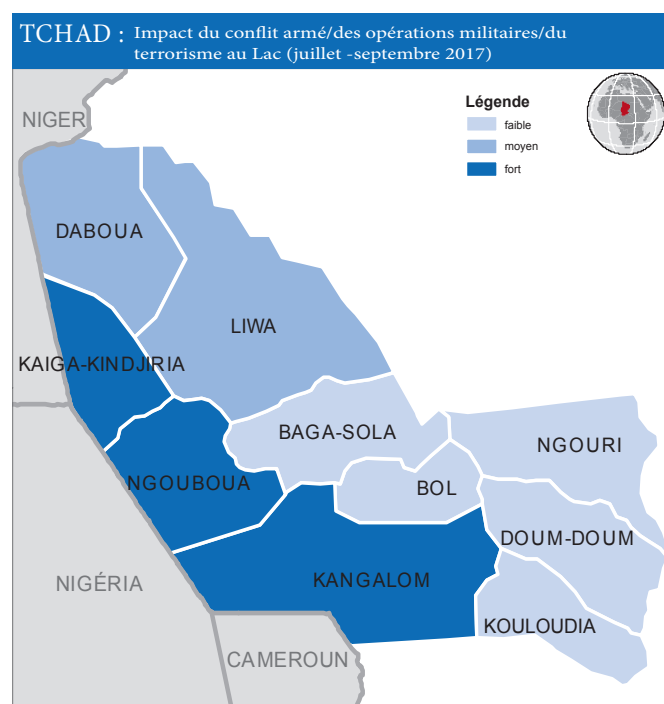 TCHAD : Impact du conflit armé/des opérations militaires/du
terrorisme au Lac (juillet -septembre 2017)
Légende
faible
moyen
fort
NIGER
DABOUA
LIWA
KAIGA-KINDJIRIA
BAGA-SOLA
NGOURI
NGOUBOUA
BOL
DOUM-DOUM
NIGÉRIA
KANGALOM
KOULOUDIA
CAMEROUN